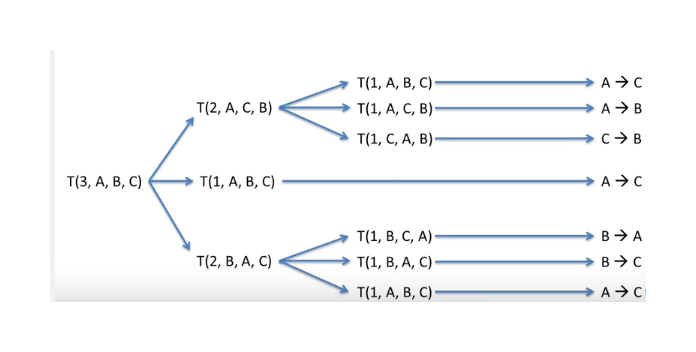 T(1, A, B, C) A → C
T(2, A, C, B) T(1, A, C, B) A → B
T(1, C, A, B) C → B
T(3, A, B, C) T(1, A, B, C) A → C
T(1, B, C, A) B → A
T(2, B, A, C) T(1, B, A, C) B → C
T(1, A, B, C) A → C